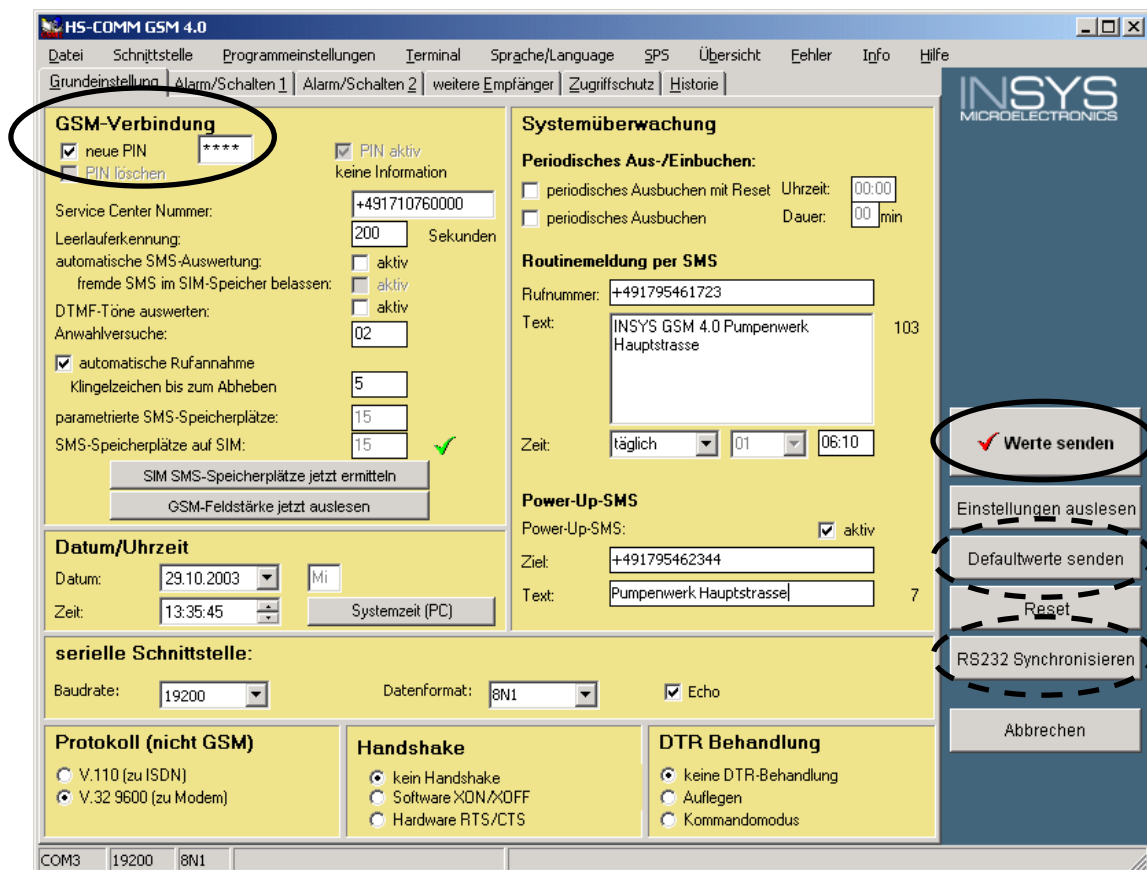 HS-COMM GSM 4.0
Datei Schnittstelle Programmeinstellungen Terminal Sprache/Language SPS Übersicht Fehler Info Hilfe
Grundeinstellung Alarm/Schalten 1 Alarm/Schalten 2 weitere Empfänger Zugriffschutz Historie
INSYS
MICROELECTRONICS
GSM-Verbindung
neue PIN ****
PIN aktiv
PIN löschen
keine Information
Service Center Nummer: +491710760000
Leerlauferkennung: 200 Sekunden
automatische SMS-Auswertung: aktiv
fremde SMS im SIM-Speicher belassen: aktiv
DTMF-Töne auswerten: aktiv
Anwahlversuche: 02
automatische Rufannahme
Klingelzeichen bis zum Abheben 5
parametrierte SMS-Speicherplätze: 15
SMS-Speicherplätze auf SIM: 15
SIM SMS-Speicherplätze jetzt ermitteln
GSM-Feldstärke jetzt auslesen
Datum/Uhrzeit
Datum: 29.10.2003 Mi
Zeit: 13:35:45 Systemzeit (PC)
Systemüberwachung
Periodisches Aus-/Einbuchen:
periodisches Ausbuchen mit Reset Uhrzeit: 00:00
periodisches Ausbuchen Dauer: 00 min
Routinemeldung per SMS
Rufnummer: +491795461723
Text: INSYS GSM 4.0 Pumpenwerk 103
Hauptstrasse
Zeit: täglich 01 06:10
Power-Up-SMS
Power-Up-SMS: aktiv
Ziel: +491795462344
Text: Pumpenwerk Hauptstrasse 7
serielle Schnittstelle:
Baudrate: 19200 Datenformat: 8N1 Echo
Protokoll (nicht GSM)
V.110 (zu ISDN)
V.32 9600 (zu Modem)
Handshake
kein Handshake
Software XON/XOFF
Hardware RTS/CTS
DTR Behandlung
keine DTR-Behandlung
Auflegen
Kommandomodus
Werte senden
Einstellungen auslesen
Defaultwerte senden
Reset
RS232 Synchronisieren
Abbrechen
COM3 19200 8N1